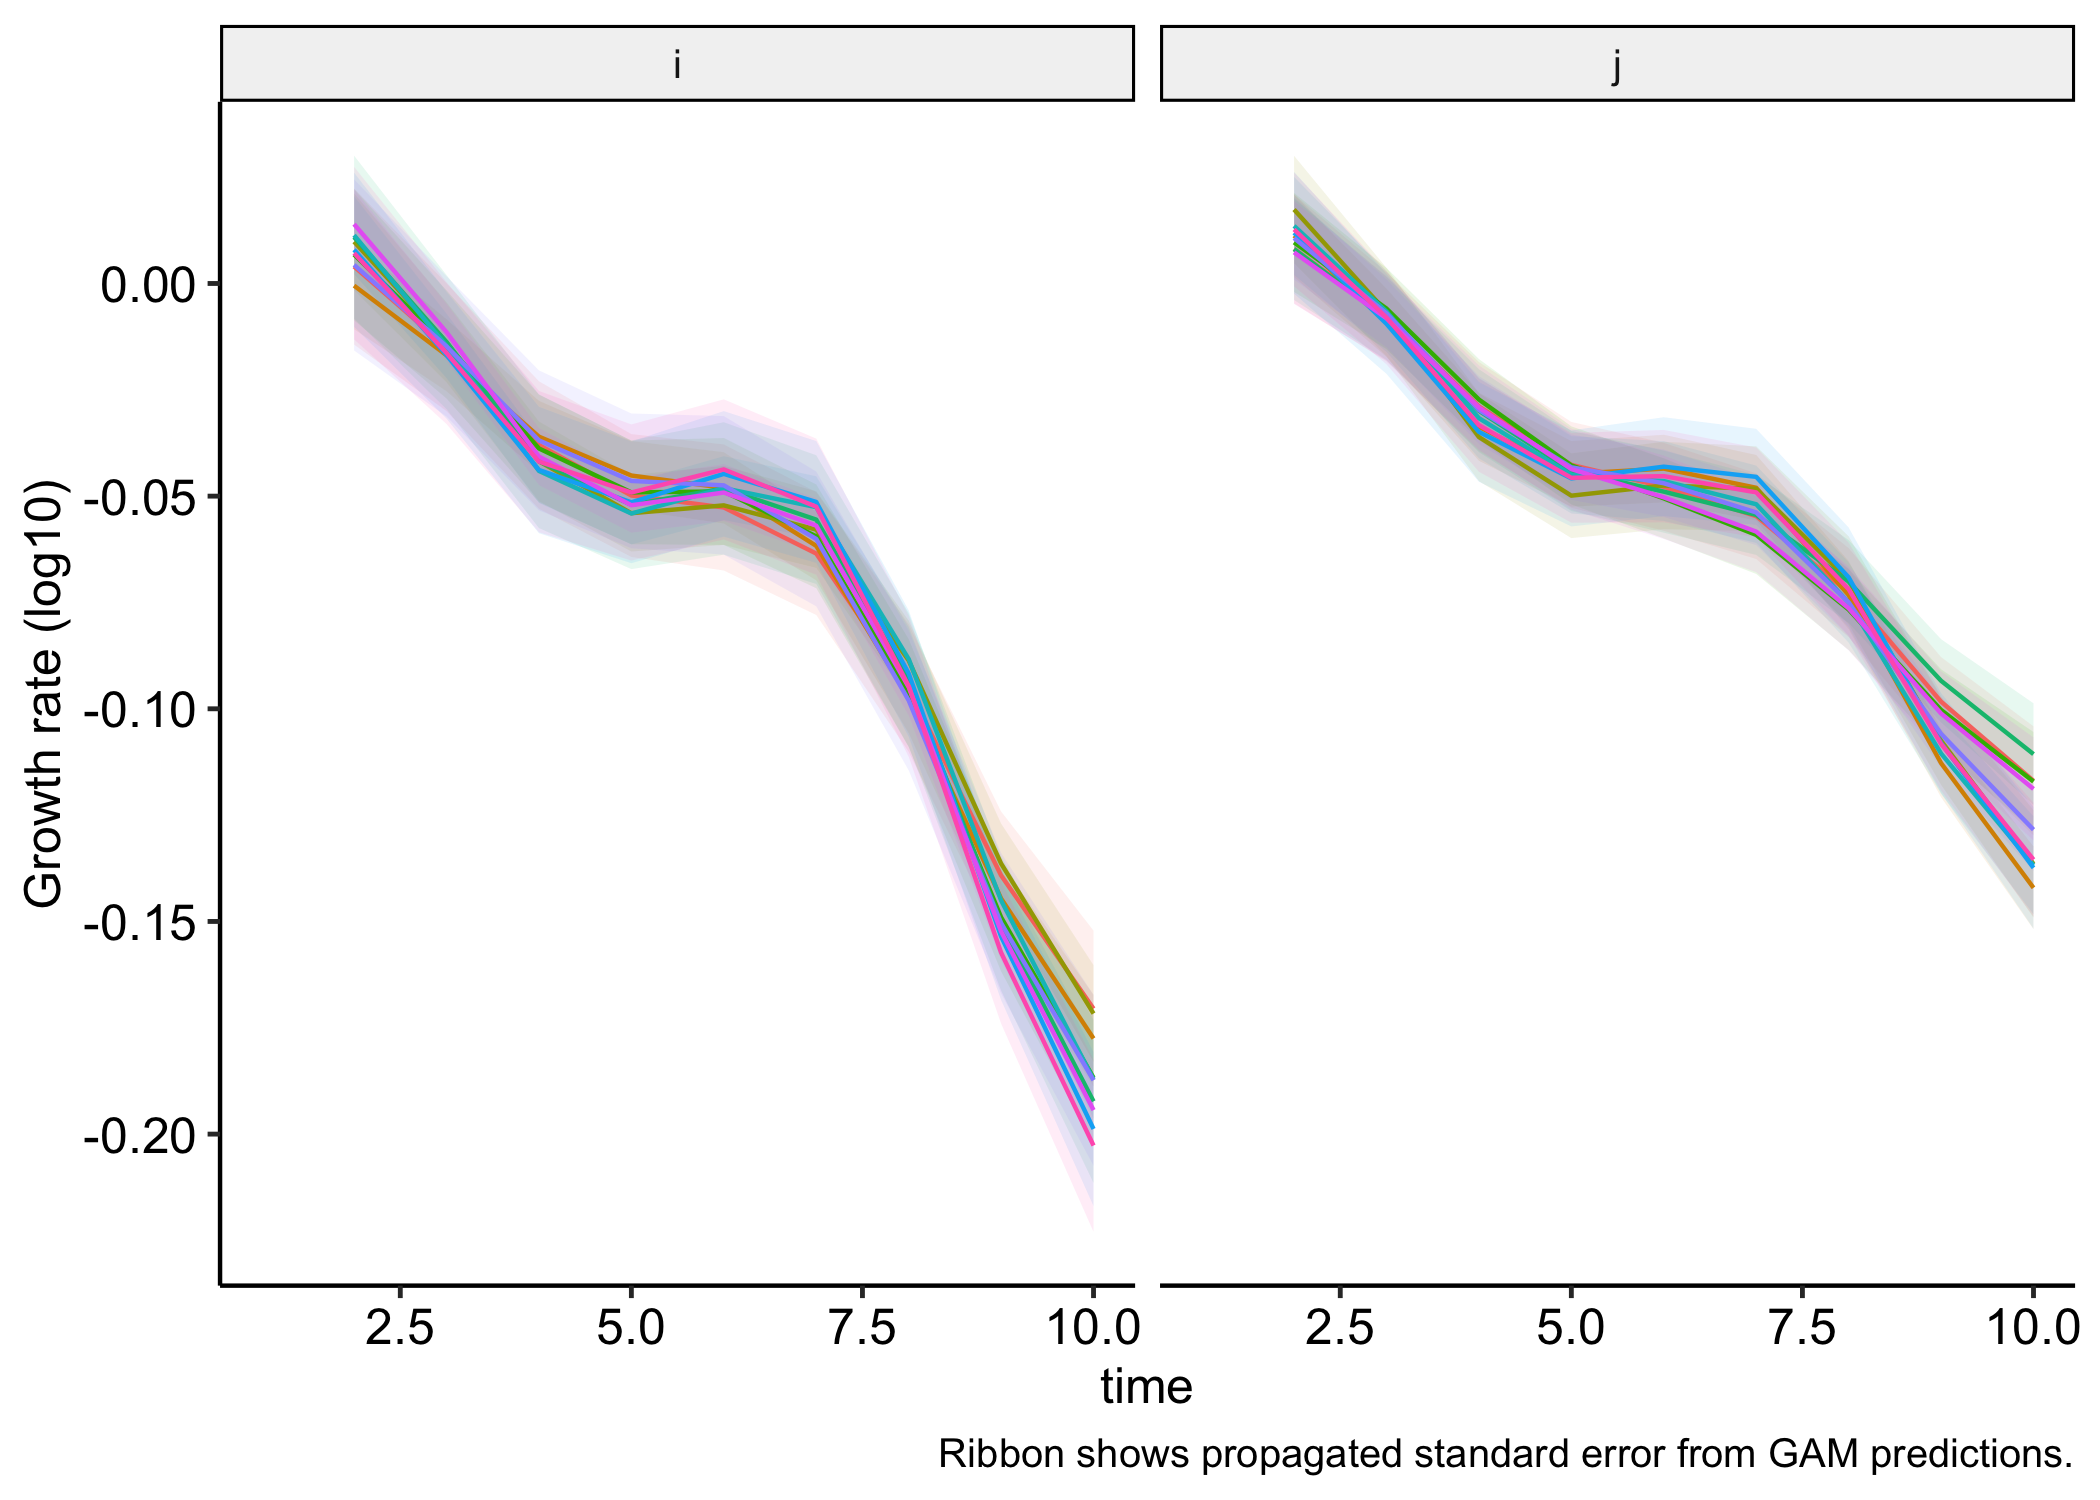 i
j
Growth rate (log10)
0.00
-0.05
-0.10
-0.15
-0.20
2.5 5.0 7.5 10.0
2.5 5.0 7.5 10.0
time
Ribbon shows propagated standard error from GAM predictions.